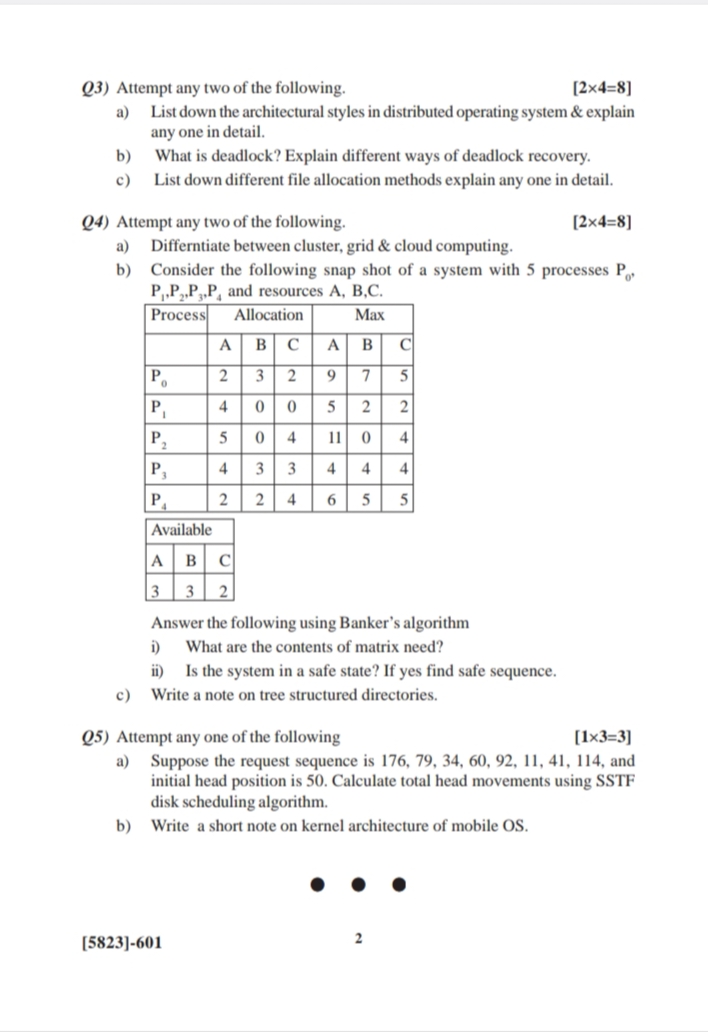 Q3) Attempt any two of the following. [2×4=8]
a) List down the architectural styles in distributed operating system & explain
any one in detail.
b) What is deadlock? Explain different ways of deadlock recovery.
c) List down different file allocation methods explain any one in detail.
Q4) Attempt any two of the following. [2×4=8]
a) Differntiate between cluster, grid & cloud computing.
b) Consider the following snap shot of a system with 5 processes P₀,
P₁,P₂,P₃,P₄ and resources A, B,C.
Process Allocation Max
A B C A B C
P₀ 2 3 2 9 7 5
P₁ 4 0 0 5 2 2
P₂ 5 0 4 11 0 4
P₃ 4 3 3 4 4 4
P₄ 2 2 4 6 5 5
Available
A B C
3 3 2
Answer the following using Banker's algorithm
i) What are the contents of matrix need?
ii) Is the system in a safe state? If yes find safe sequence.
c) Write a note on tree structured directories.
Q5) Attempt any one of the following [1×3=3]
a) Suppose the request sequence is 176, 79, 34, 60, 92, 11, 41, 114, and
initial head position is 50. Calculate total head movements using SSTF
disk scheduling algorithm.
b) Write a short note on kernel architecture of mobile OS.
[5823]-601 2